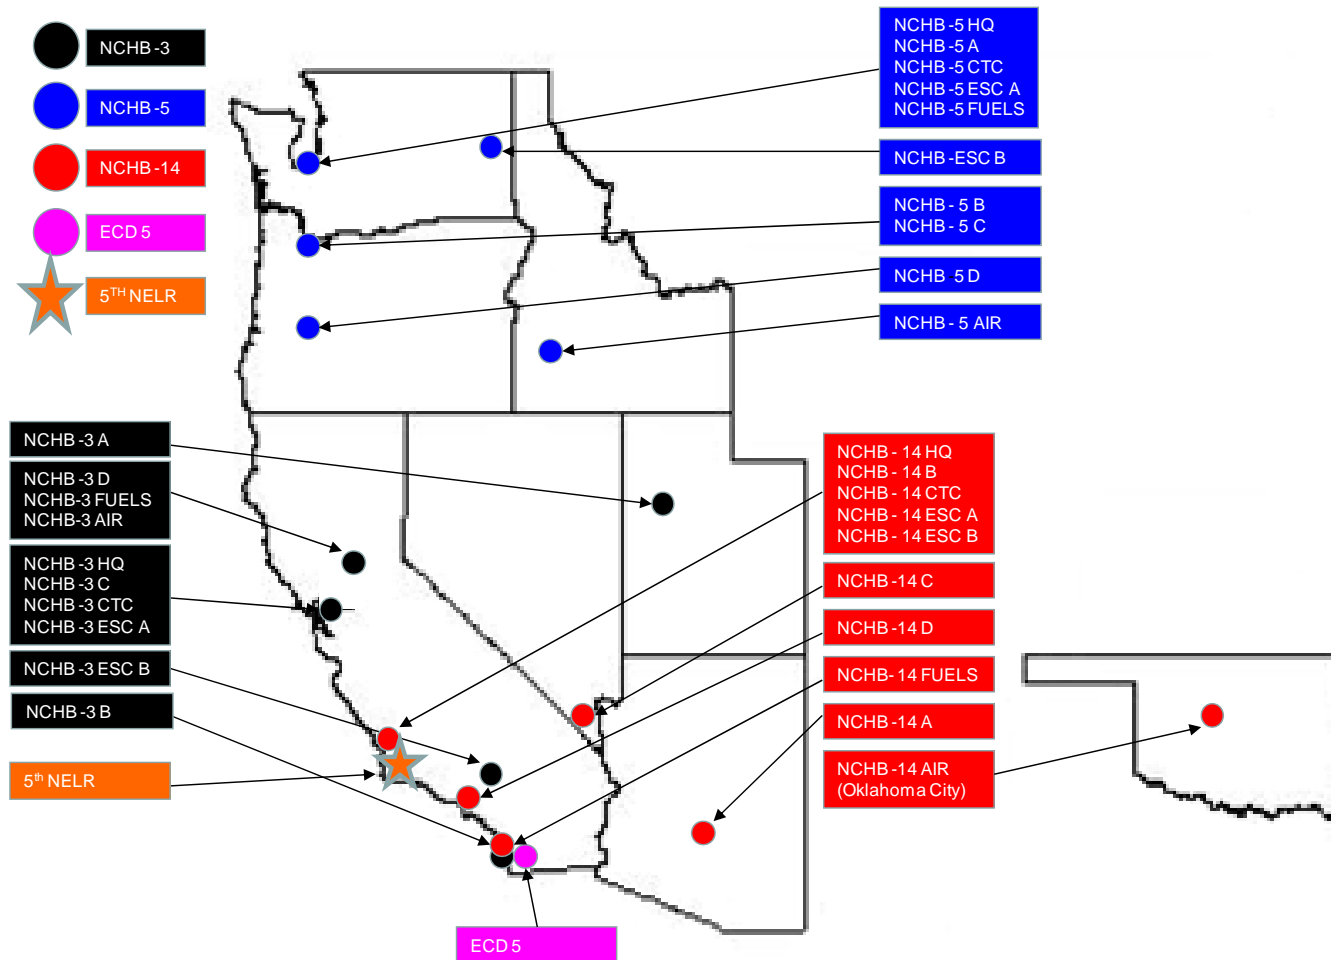 NCHB -3
NCHB -5
NCHB -14
ECD 5
5TH NELR
NCHB -5 HQ
NCHB -5 A
NCHB -5 CTC
NCHB -5 ESC A
NCHB -5 FUELS
NCHB -ESC B
NCHB - 5 B
NCHB - 5 C
NCHB 5 D
NCHB - 5 AIR
NCHB -3 A
NCHB -3 D
NCHB-3 FUELS
NCHB -3 AIR
NCHB -3 HQ
NCHB -3 C
NCHB -3 CTC
NCHB -3 ESC A
NCHB -3 ESC B
NCHB -3 B
5th NELR
NCHB - 14 HQ
NCHB - 14 B
NCHB - 14 CTC
NCHB - 14 ESC A
NCHB - 14 ESC B
NCHB -14 C
NCHB -14 D
NCHB- 14 FUELS
NCHB -14 A
NCHB -14 AIR
(Oklahoma City)
ECD 5